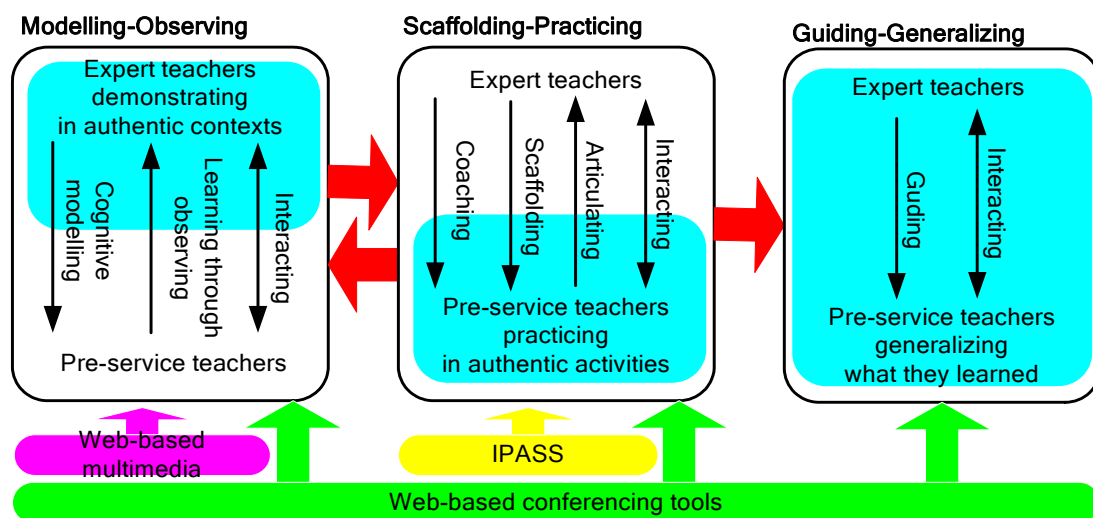 Modelling-Observing
Expert teachers
demonstrating
in authentic contexts
Cognitive
modelling
Learning through
observing
Interacting
Pre-service teachers
Scaffolding-Practicing
Expert teachers
Coaching
Scaffolding
Articulating
Interacting
Pre-service teachers
practicing
in authentic activities
Guiding-Generalizing
Expert teachers
Guding
Interacting
Pre-service teachers
generalizing
what they learned
Web-based
multimedia
IPASS
Web-based conferencing tools